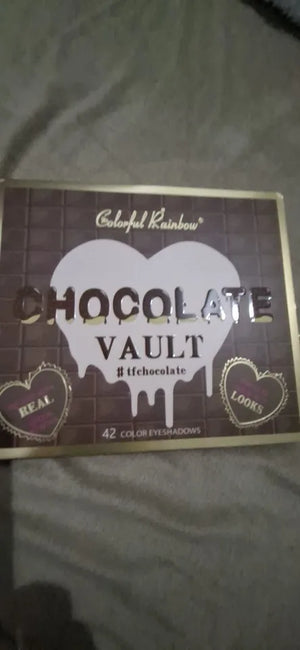 Colorful Rainbow®
CHOCOLATE
VAULT
#tfchocolate
REAL
LOOKS
42 COLOR EYESHADOWS